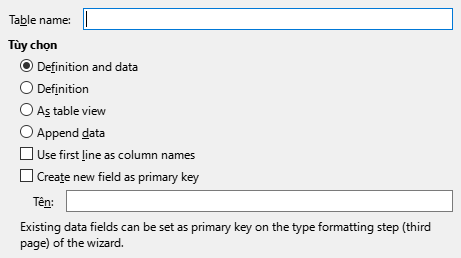 Table name:
Tùy chọn
Definition and data
Definition
As table view
Append data
Use first line as column names
Create new field as primary key
Tên:
Existing data fields can be set as primary key on the type formatting step (third
page) of the wizard.